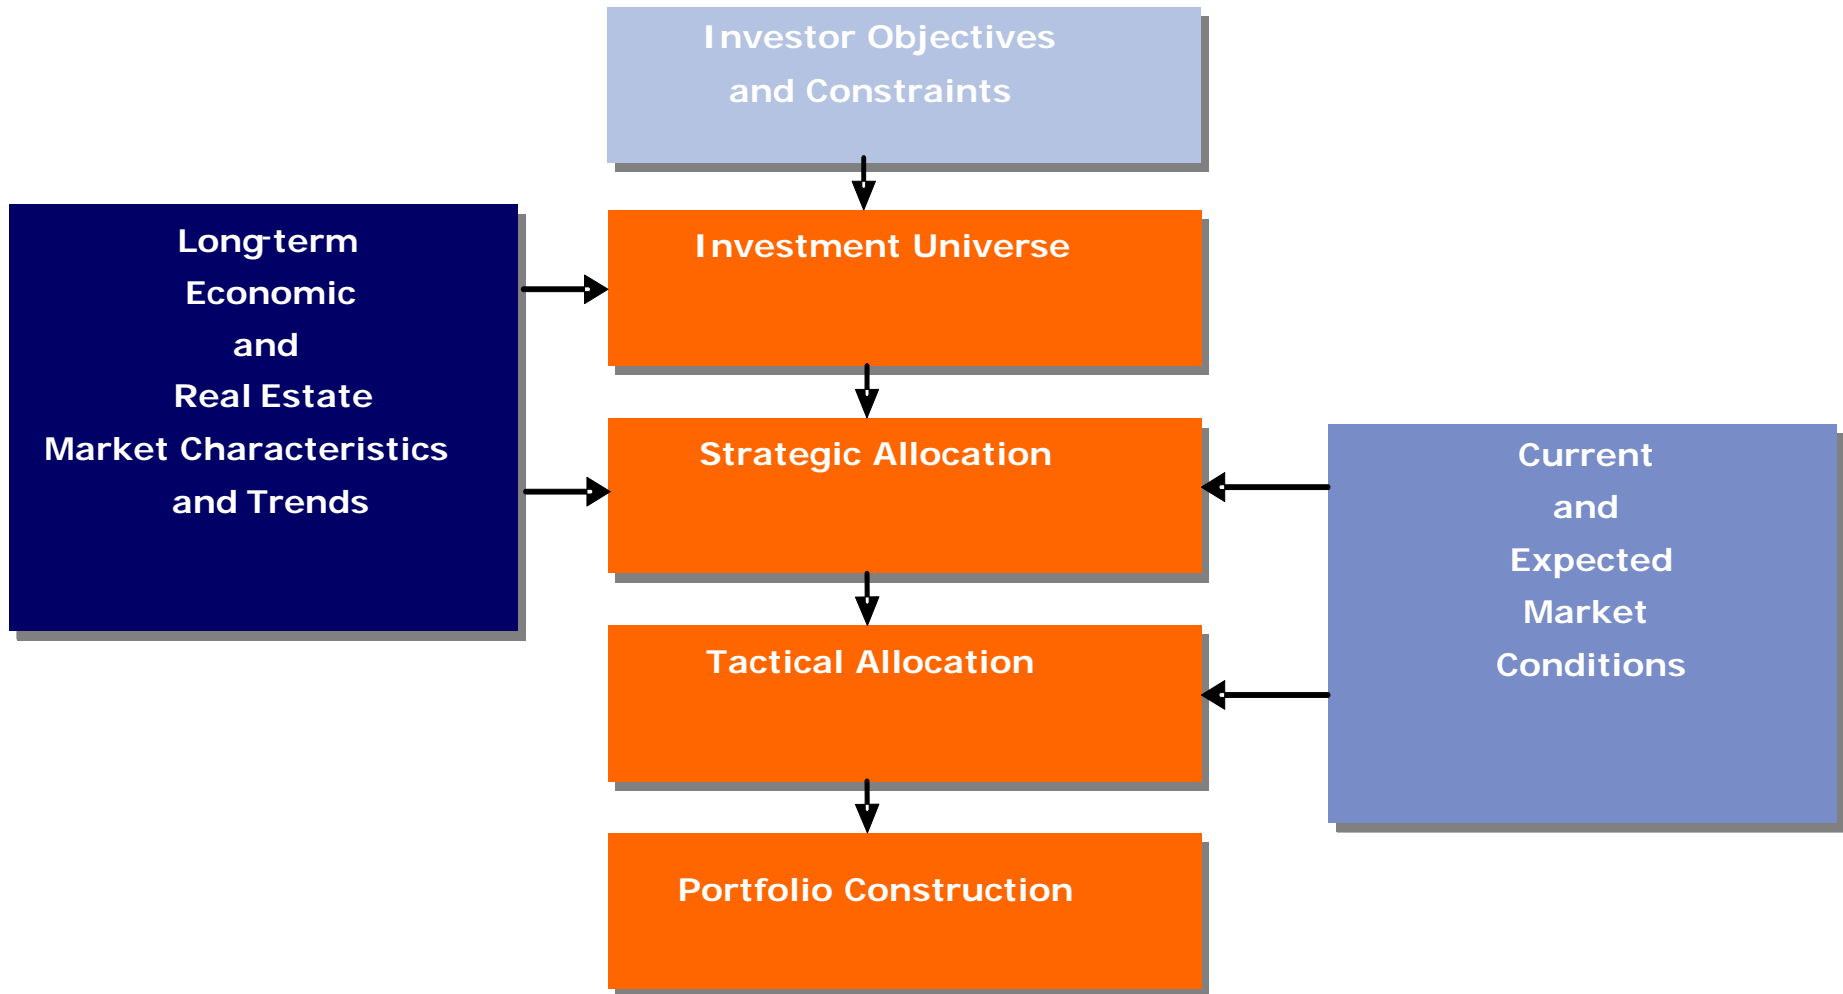 Investor Objectives
and Constraints
Long-term
Economic
and
Real Estate
Market Characteristics
and Trends
Investment Universe
Strategic Allocation
Current
and
Expected
Market
Conditions
Tactical Allocation
Portfolio Construction